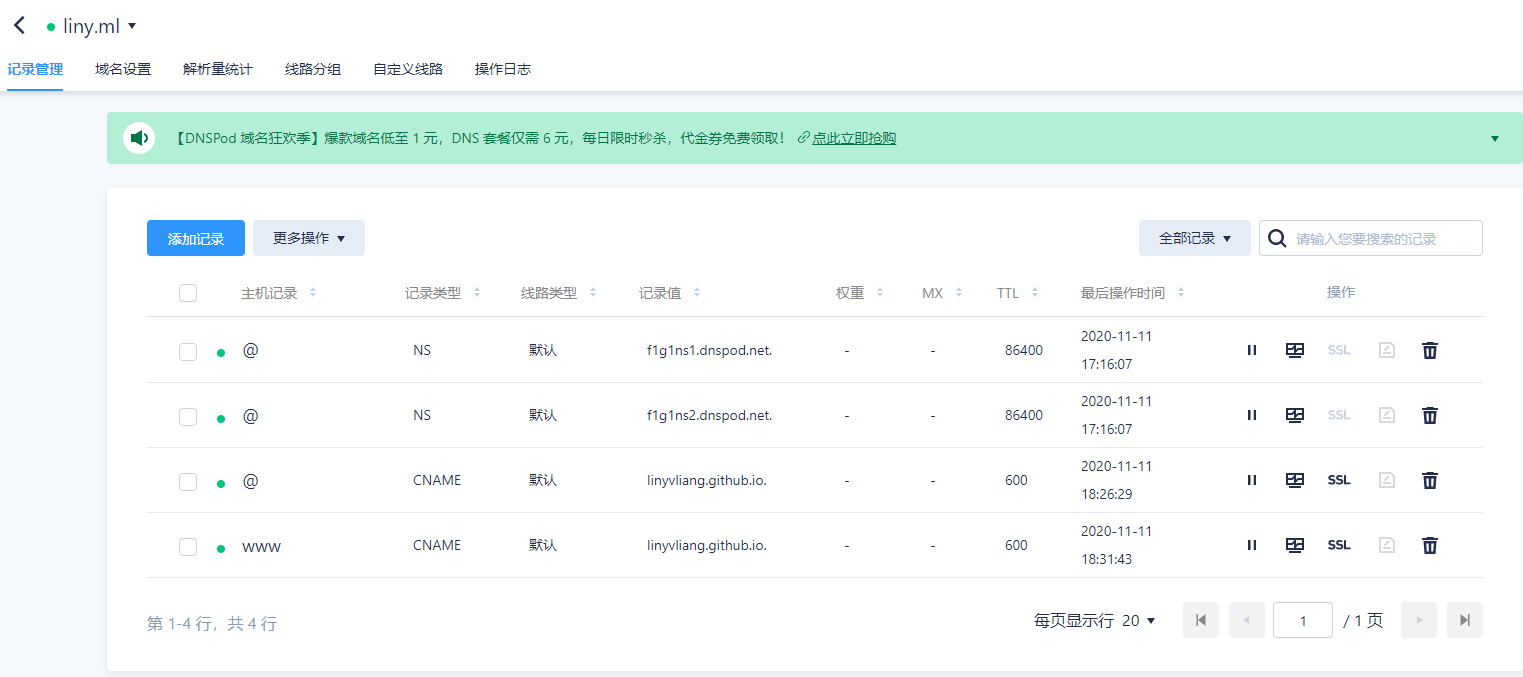 liny.ml
记录管理 域名设置 解析量统计 线路分组 自定义线路 操作日志
【DNSPod 域名狂欢季】爆款域名低至 1 元，DNS 套餐仅需 6 元，每日限时秒杀，代金券免费领取！ 点此立即抢购
添加记录 更多操作 全部记录 请输入您要搜索的记录
主机记录 记录类型 线路类型 记录值 权重 MX TTL 最后操作时间 操作
@ NS 默认 f1g1ns1.dnspod.net. - - 86400 2020-11-11 17:16:07 SSL
@ NS 默认 f1g1ns2.dnspod.net. - - 86400 2020-11-11 17:16:07 SSL
@ CNAME 默认 linyvliang.github.io. - - 600 2020-11-11 18:26:29 SSL
www CNAME 默认 linyvliang.github.io. - - 600 2020-11-11 18:31:43 SSL
第 1-4 行，共 4 行 每页显示行 20 1 / 1 页